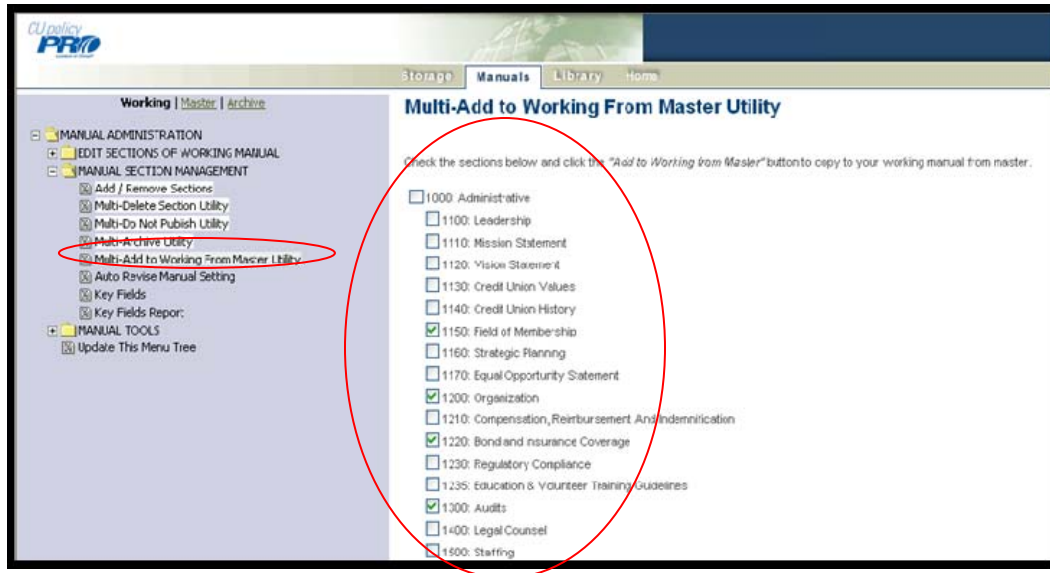 CU policy
PRO
Storage Manuals Library Home
Working | Master | Archive
MANUAL ADMINISTRATION
EDIT SECTIONS OF WORKING MANUAL
MANUAL SECTION MANAGEMENT
Add / Remove Sections
Multi-Delete Section Utility
Multi-Do Not Publish Utility
Multi-Archive Utility
Multi-Add to Working From Master Utility
Auto Revise Manual Setting
Key Fields
Key Fields Report
MANUAL TOOLS
Update This Menu Tree
Multi-Add to Working From Master Utility
Check the sections below and click the "Add to Working from Master" button to copy to your working manual from master.
1000: Administrative
1100: Leadership
1110: Mission Statement
1120: Vision Statement
1130: Credit Union Values
1140: Credit Union History
1150: Field of Membership
1160: Strategic Planning
1170: Equal Opportunity Statement
1200: Organization
1210: Compensation, Reimbursement And Indemnification
1220: Bond and Insurance Coverage
1230: Regulatory Compliance
1235: Education & Volunteer Training Guidelines
1300: Audits
1400: Legal Counsel
1500: Staffing